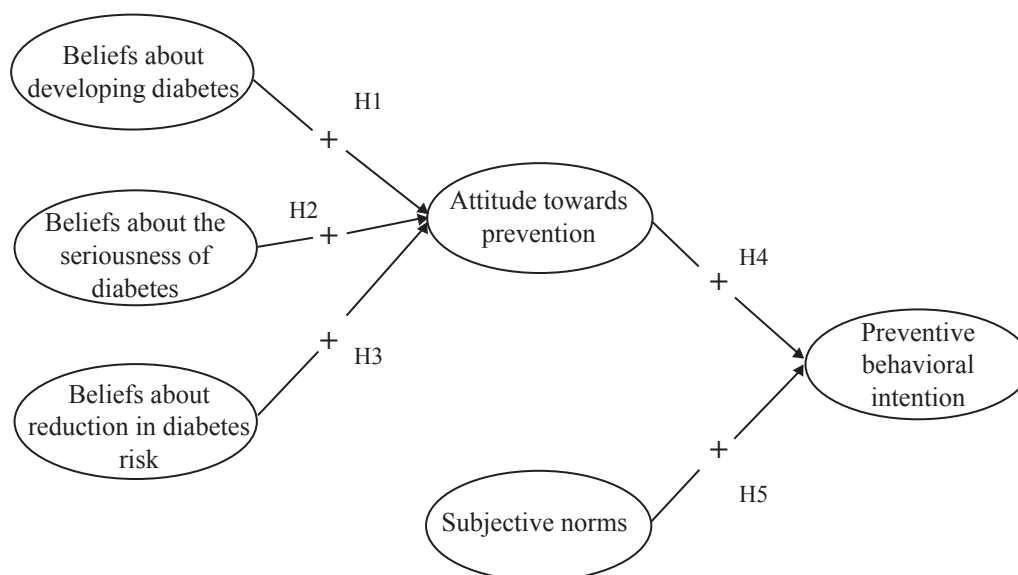 Beliefs about
developing diabetes
H1
+
Beliefs about the
seriousness of
diabetes
H2
+
Beliefs about
reduction in diabetes
risk
+
H3
Attitude towards
prevention
H4
+
Preventive
behavioral
intention
Subjective norms
+
H5